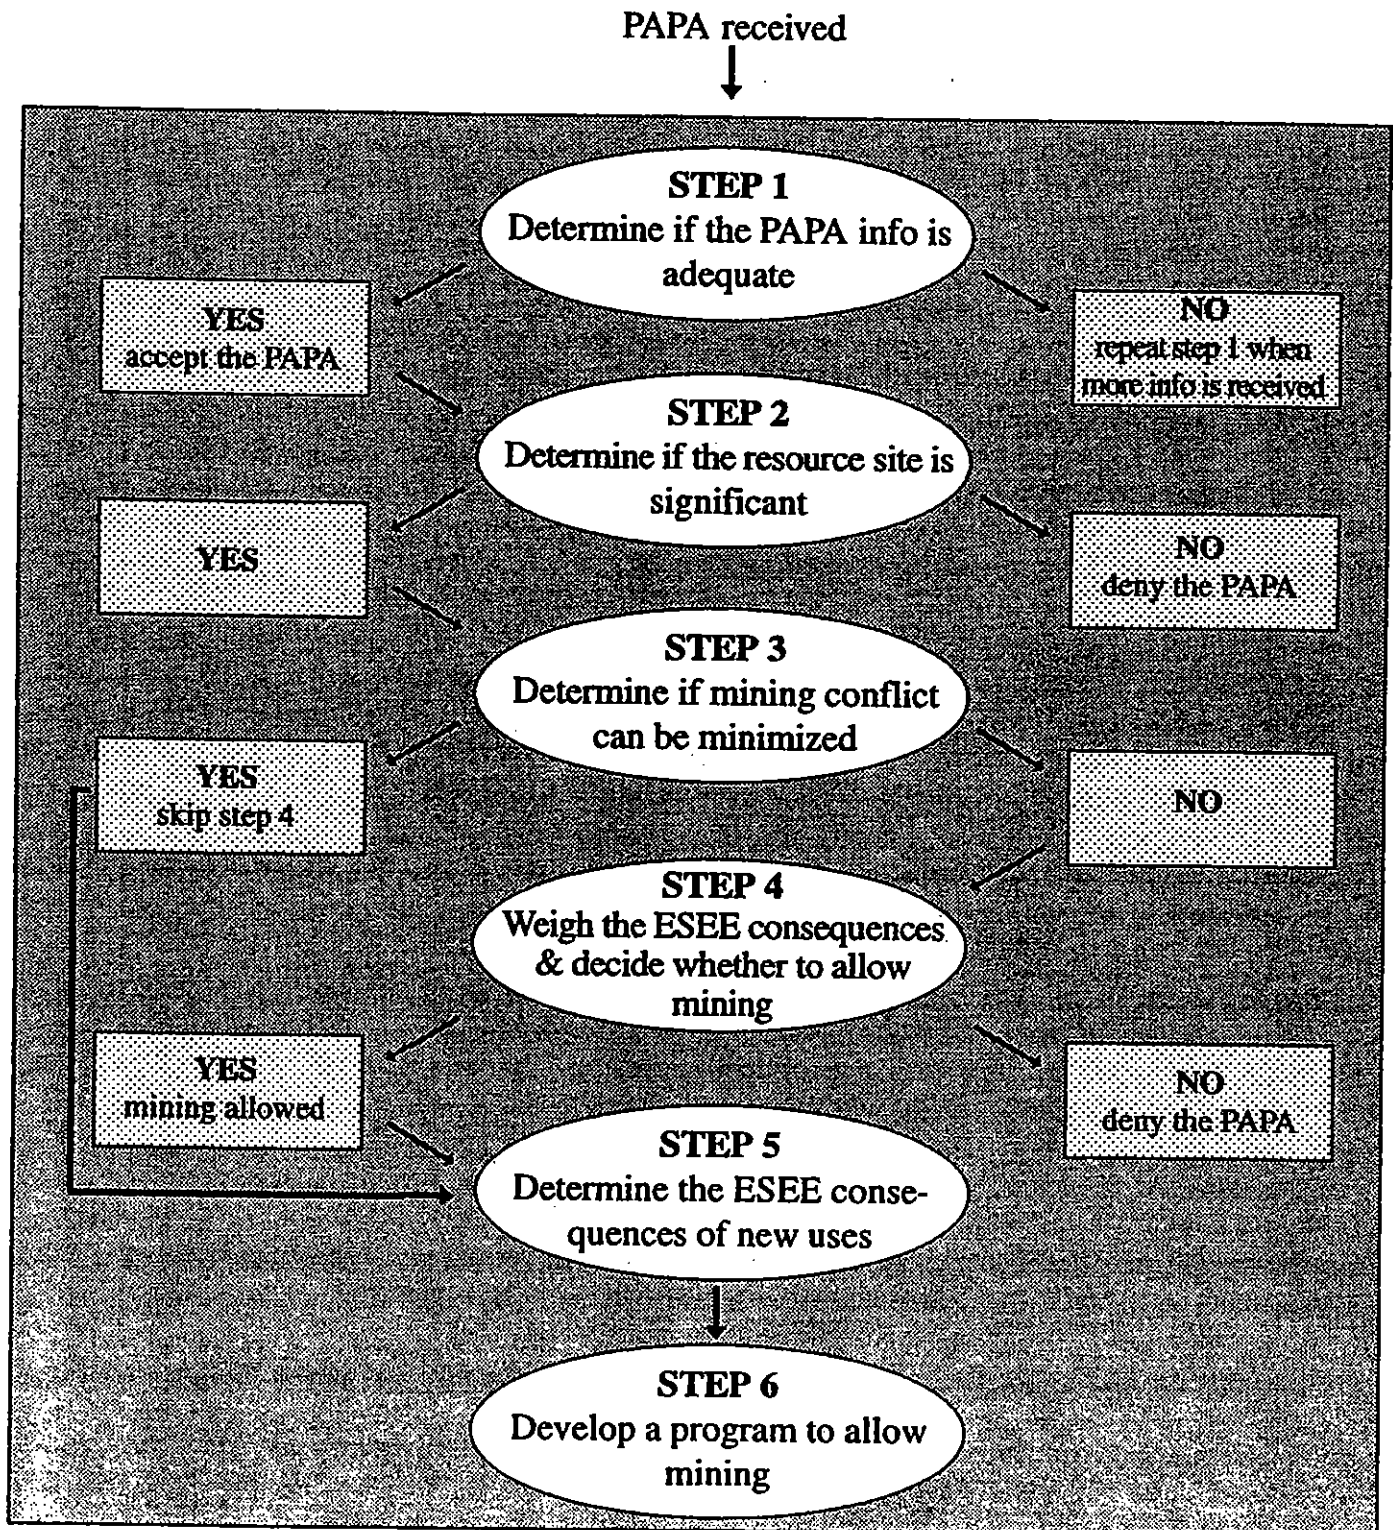 PAPA received
STEP 1
Determine if the PAPA info is
adequate
YES
accept the PAPA
NO
repeat step 1 when
more info is received
STEP 2
Determine if the resource site is
significant
YES
NO
deny the PAPA
STEP 3
Determine if mining conflict
can be minimized
YES
skip step 4
NO
STEP 4
Weigh the ESEE consequences
& decide whether to allow
mining
YES
mining allowed
NO
deny the PAPA
STEP 5
Determine the ESEE conse-
quences of new uses
STEP 6
Develop a program to allow
mining